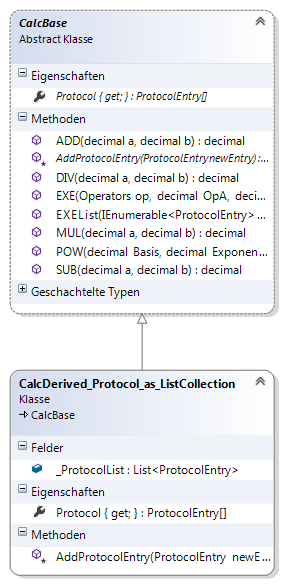 CalcBase
Abstract Klasse
Eigenschaften
Protocol { get; } : ProtocolEntry[]
Methoden
ADD(decimal a, decimal b) : decimal
AddProtocolEntry(ProtocolEntrynewEntry):...
DIV(decimal a, decimal b) : decimal
EXE(Operators op, decimal OpA, deci...
EXEList(IEnumerable<ProtocolEntry> ...
MUL(decimal a, decimal b) : decimal
POW(decimal Basis, decimal Exponen...
SUB(decimal a, decimal b) : decimal
Geschachtelte Typen
CalcDerived_Protocol_as_ListCollection
Klasse
→ CalcBase
Felder
_ProtocolList : List<ProtocolEntry>
Eigenschaften
Protocol { get; } : ProtocolEntry[]
Methoden
AddProtocolEntry(ProtocolEntry newE...